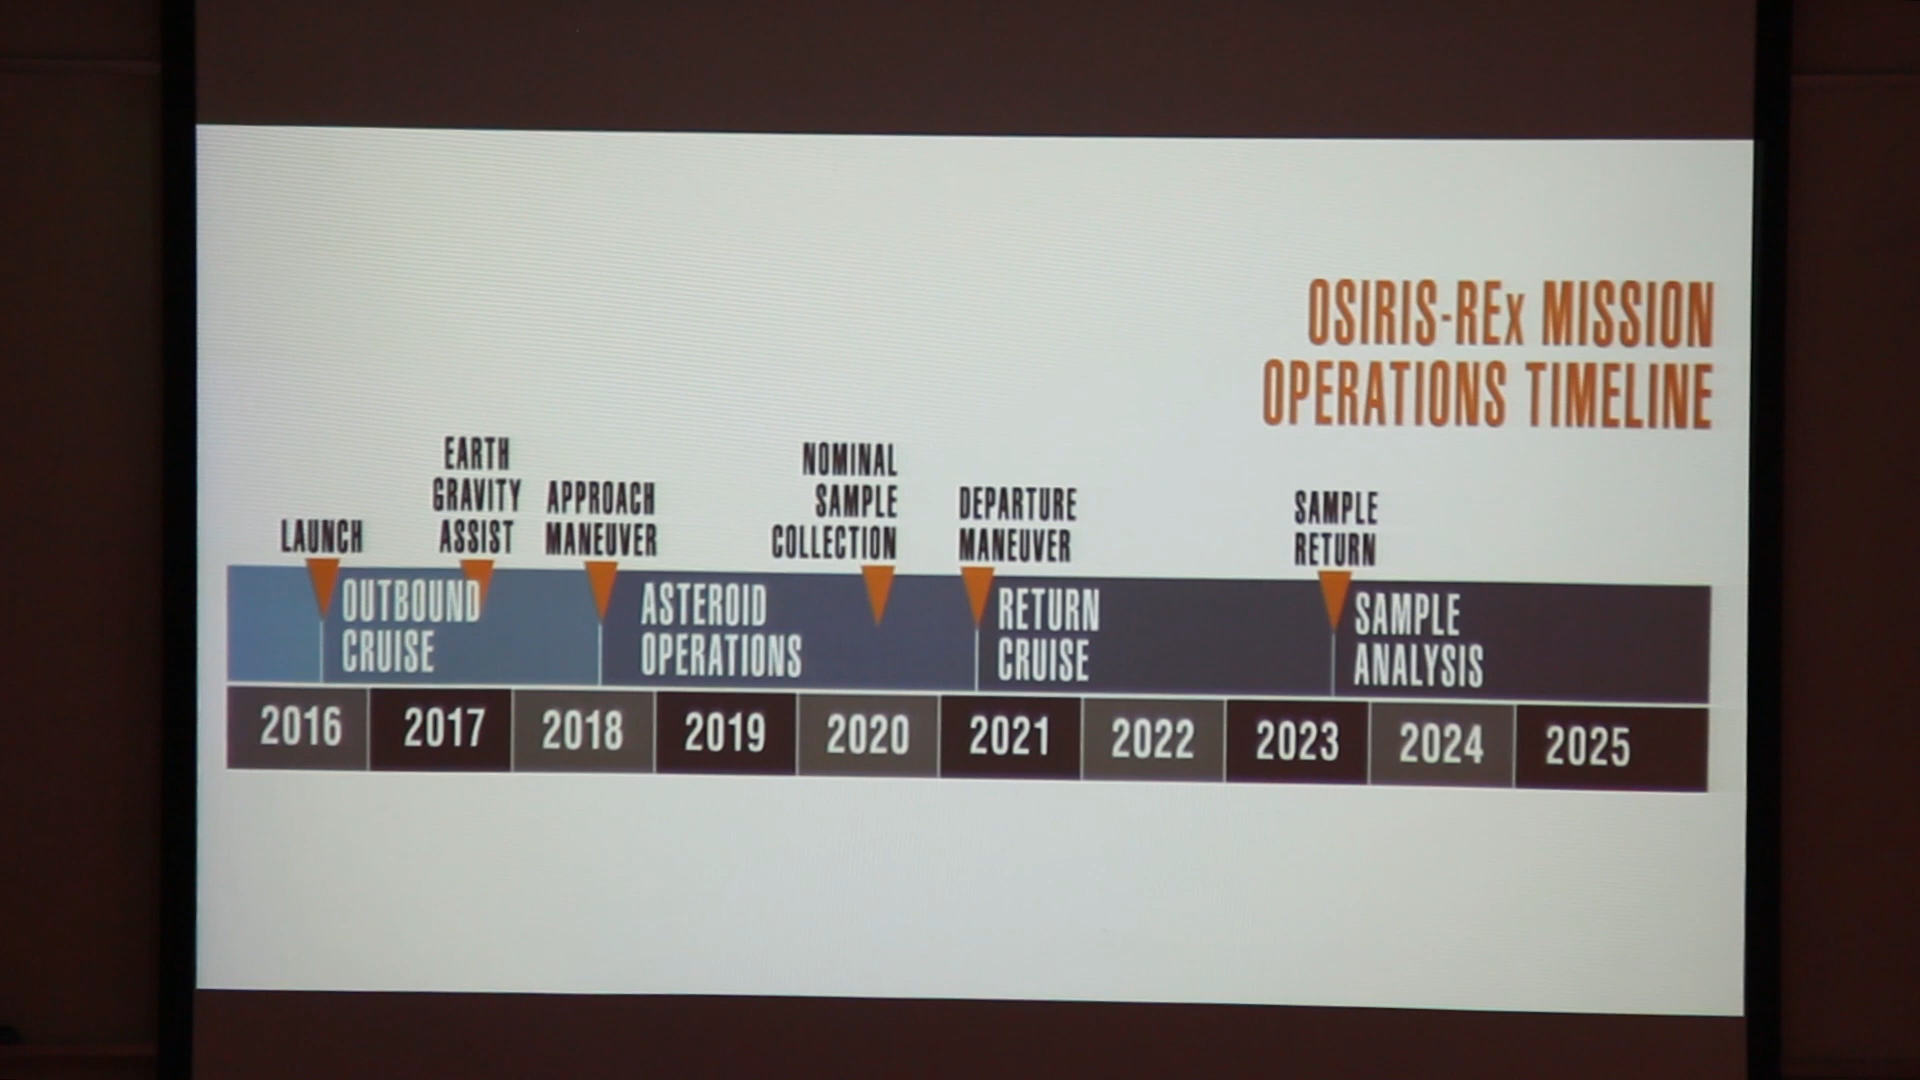 OSIRIS-REx MISSION
OPERATIONS TIMELINE
LAUNCH
EARTH
GRAVITY
ASSIST
APPROACH
MANEUVER
NOMINAL
SAMPLE
COLLECTION
DEPARTURE
MANEUVER
SAMPLE
RETURN
OUTBOUND
CRUISE
ASTEROID
OPERATIONS
RETURN
CRUISE
SAMPLE
ANALYSIS
2016 2017 2018 2019 2020 2021 2022 2023 2024 2025